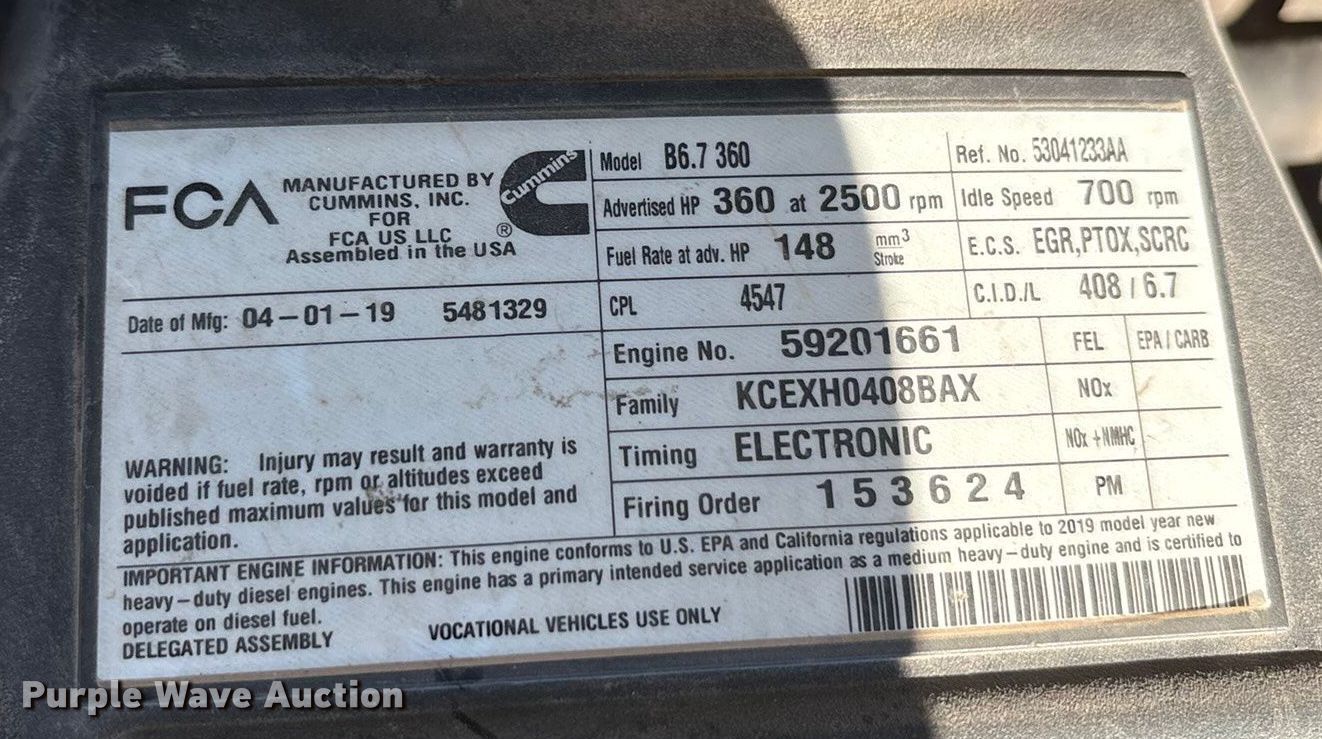 FCA
MANUFACTURED BY
CUMMINS, INC.
FOR
FCA US LLC
Assembled in the USA
Cummins
®
Model B6.7 360
Ref. No. 53041233AA
Advertised HP 360 at 2500 rpm
Idle Speed 700 rpm
Fuel Rate at adv. HP 148 mm3 Stroke
E.C.S. EGR,PTOX,SCRC
Date of Mfg: 04-01-19 5481329
CPL 4547
C.I.D./L 408 / 6.7
Engine No. 59201661
FEL EPA / CARB
Family KCEXH0408BAX
NOx
Timing ELECTRONIC
NOx +NMHC
Firing Order 1 5 3 6 2 4
PM
WARNING: Injury may result and warranty is
voided if fuel rate, rpm or altitudes exceed
published maximum values for this model and
application.
IMPORTANT ENGINE INFORMATION: This engine conforms to U.S. EPA and California regulations applicable to 2019 model year new
heavy-duty diesel engines. This engine has a primary intended service application as a medium heavy-duty engine and is certified to
operate on diesel fuel.
DELEGATED ASSEMBLY
VOCATIONAL VEHICLES USE ONLY
Purple Wave Auction